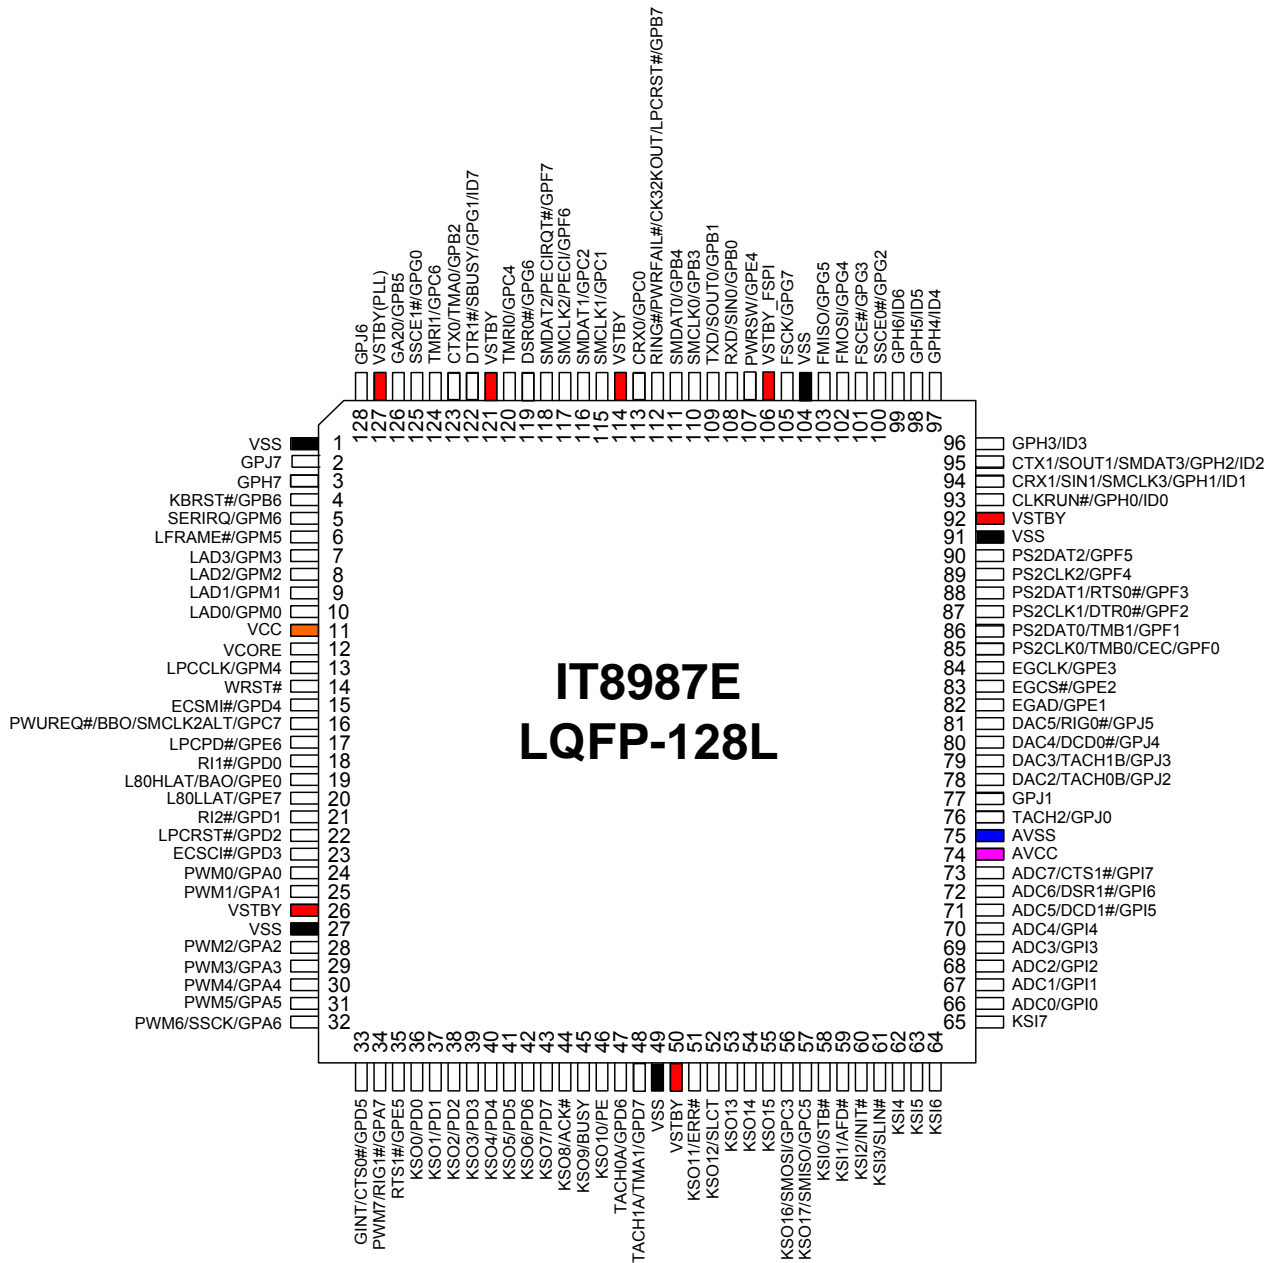 IT8987E
LQFP-128L
VSS 1
GPJ7 2
GPH7 3
KBRST#/GPB6 4
SERIRQ/GPM6 5
LFRAME#/GPM5 6
LAD3/GPM3 7
LAD2/GPM2 8
LAD1/GPM1 9
LAD0/GPM0 10
VCC 11
VCORE 12
LPCCLK/GPM4 13
WRST# 14
ECSMI#/GPD4 15
PWUREQ#/BBO/SMCLK2ALT/GPC7 16
LPCPD#/GPE6 17
RI1#/GPD0 18
L80HLAT/BAO/GPE0 19
L80LLAT/GPE7 20
RI2#/GPD1 21
LPCRST#/GPD2 22
ECSCI#/GPD3 23
PWM0/GPA0 24
PWM1/GPA1 25
VSTBY 26
VSS 27
PWM2/GPA2 28
PWM3/GPA3 29
PWM4/GPA4 30
PWM5/GPA5 31
PWM6/SSCK/GPA6 32
33 GINT/CTS0#/GPD5
34 PWM7/RIG1#/GPA7
35 RTS1#/GPE5
36 KSO0/PD0
37 KSO1/PD1
38 KSO2/PD2
39 KSO3/PD3
40 KSO4/PD4
41 KSO5/PD5
42 KSO6/PD6
43 KSO7/PD7
44 KSO8/ACK#
45 KSO9/BUSY
46 KSO10/PE
47 TACH0A/GPD6
48 TACH1A/TMA1/GPD7
49 VSS
50 VSTBY
51 KSO11/ERR#
52 KSO12/SLCT
53 KSO13
54 KSO14
55 KSO15
56 KSO16/SMOSI/GPC3
57 KSO17/SMISO/GPC5
58 KSI0/STB#
59 KSI1/AFD#
60 KSI2/INIT#
61 KSI3/SLIN#
62 KSI4
63 KSI5
64 KSI6
65 KSI7
66 ADC0/GPI0
67 ADC1/GPI1
68 ADC2/GPI2
69 ADC3/GPI3
70 ADC4/GPI4
71 ADC5/DCD1#/GPI5
72 ADC6/DSR1#/GPI6
73 ADC7/CTS1#/GPI7
74 AVCC
75 AVSS
76 TACH2/GPJ0
77 GPJ1
78 DAC2/TACH0B/GPJ2
79 DAC3/TACH1B/GPJ3
80 DAC4/DCD0#/GPJ4
81 DAC5/RIG0#/GPJ5
82 EGAD/GPE1
83 EGCS#/GPE2
84 EGCLK/GPE3
85 PS2CLK0/TMB0/CEC/GPF0
86 PS2DAT0/TMB1/GPF1
87 PS2CLK1/DTR0#/GPF2
88 PS2DAT1/RTS0#/GPF3
89 PS2CLK2/GPF4
90 PS2DAT2/GPF5
91 VSS
92 VSTBY
93 CLKRUN#/GPH0/ID0
94 CRX1/SIN1/SMCLK3/GPH1/ID1
95 CTX1/SOUT1/SMDAT3/GPH2/ID2
96 GPH3/ID3
97 GPH4/ID4
98 GPH5/ID5
99 GPH6/ID6
100 SSCE0#/GPG2
101 FSCE#/GPG3
102 FMOSI/GPG4
103 FMISO/GPG5
104 VSS
105 FSCK/GPG7
106 VSTBY_FSPI
107 PWRSW/GPE4
108 RXD/SIN0/GPB0
109 TXD/SOUT0/GPB1
110 SMCLK0/GPB3
111 SMDAT0/GPB4
112 RING#/PWRFAIL#/CK32KOUT/LPCRST#/GPB7
113 CRX0/GPC0
114 VSTBY
115 SMCLK1/GPC1
116 SMDAT1/GPC2
117 SMCLK2/PECI/GPF6
118 SMDAT2/PECIRQT#/GPF7
119 DSR0#/GPG6
120 TMRI0/GPC4
121 VSTBY
122 DTR1#/SBUSY/GPG1/ID7
123 CTX0/TMA0/GPB2
124 TMRI1/GPC6
125 SSCE1#/GPG0
126 GA20/GPB5
127 VSTBY(PLL)
128 GPJ6